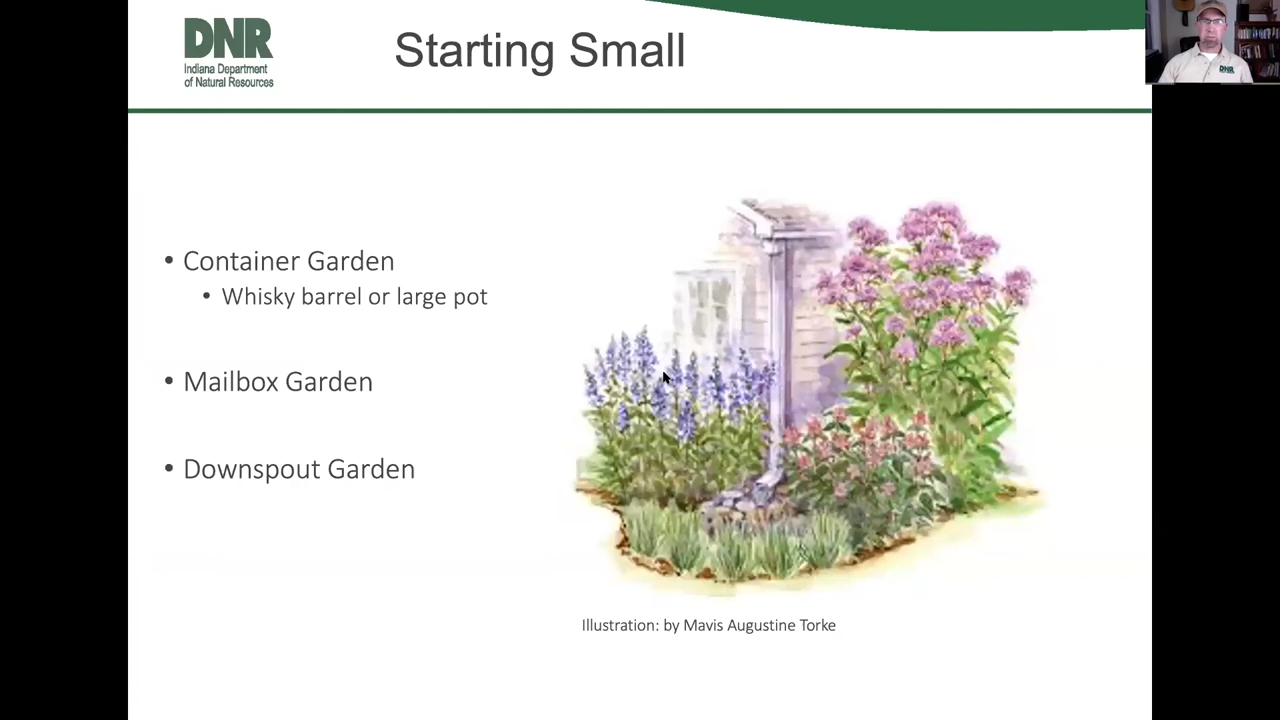 DNR
Indiana Department
of Natural Resources
Starting Small
DNR
• Container Garden
• Whisky barrel or large pot
• Mailbox Garden
• Downspout Garden
Illustration: by Mavis Augustine Torke